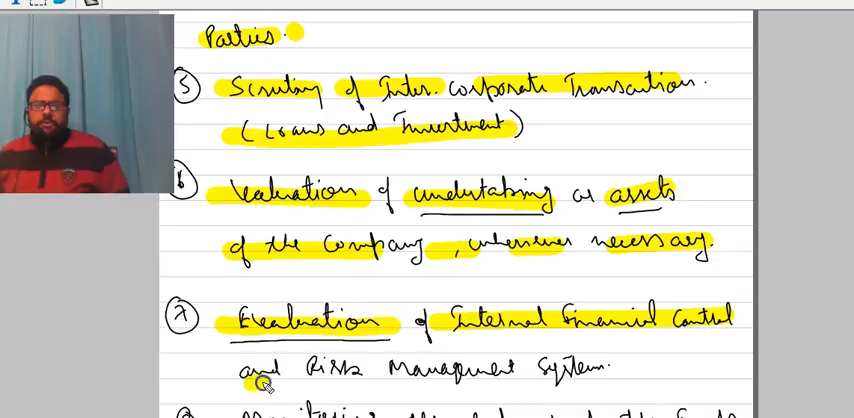 Parties.
⑤ Scrutiny of Inter. corporate Transaction.
(Loans and Investment)
⑥ Valuation of undertaking or assets
of the Company, wherever necessary.
⑦ Evaluation of Internal Financial Control
and Risk Management System.